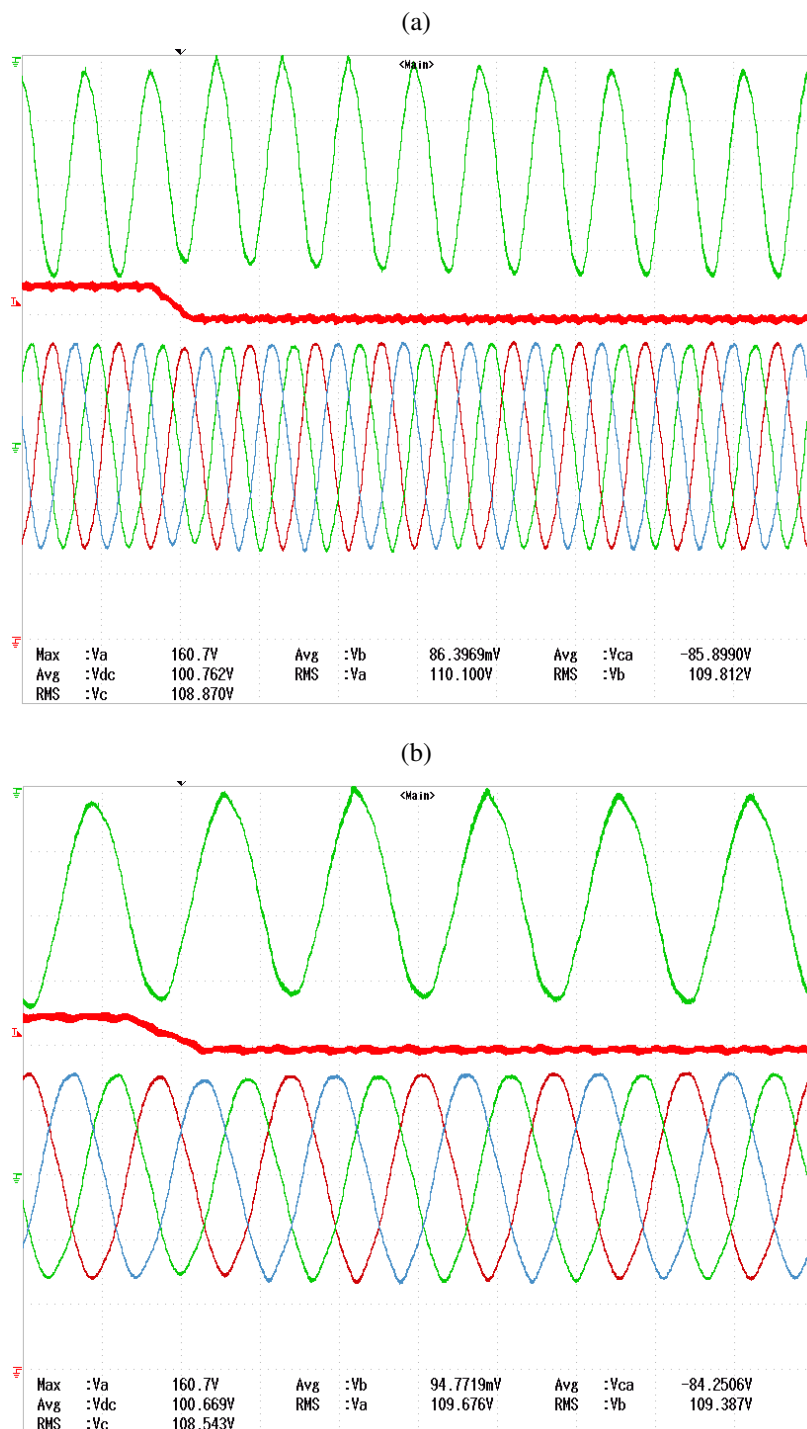 (a)
<Main>
Max :Va 160.7V Avg :Vb 86.3969mV Avg :Vca -85.8990V
Avg :Vdc 100.762V RMS :Va 110.100V RMS :Vb 109.812V
RMS :Vc 108.870V
(b)
<Main>
Max :Va 160.7V Avg :Vb 94.7719mV Avg :Vca -84.2506V
Avg :Vdc 100.669V RMS :Va 109.676V RMS :Vb 109.387V
RMS :Vc 108.543V